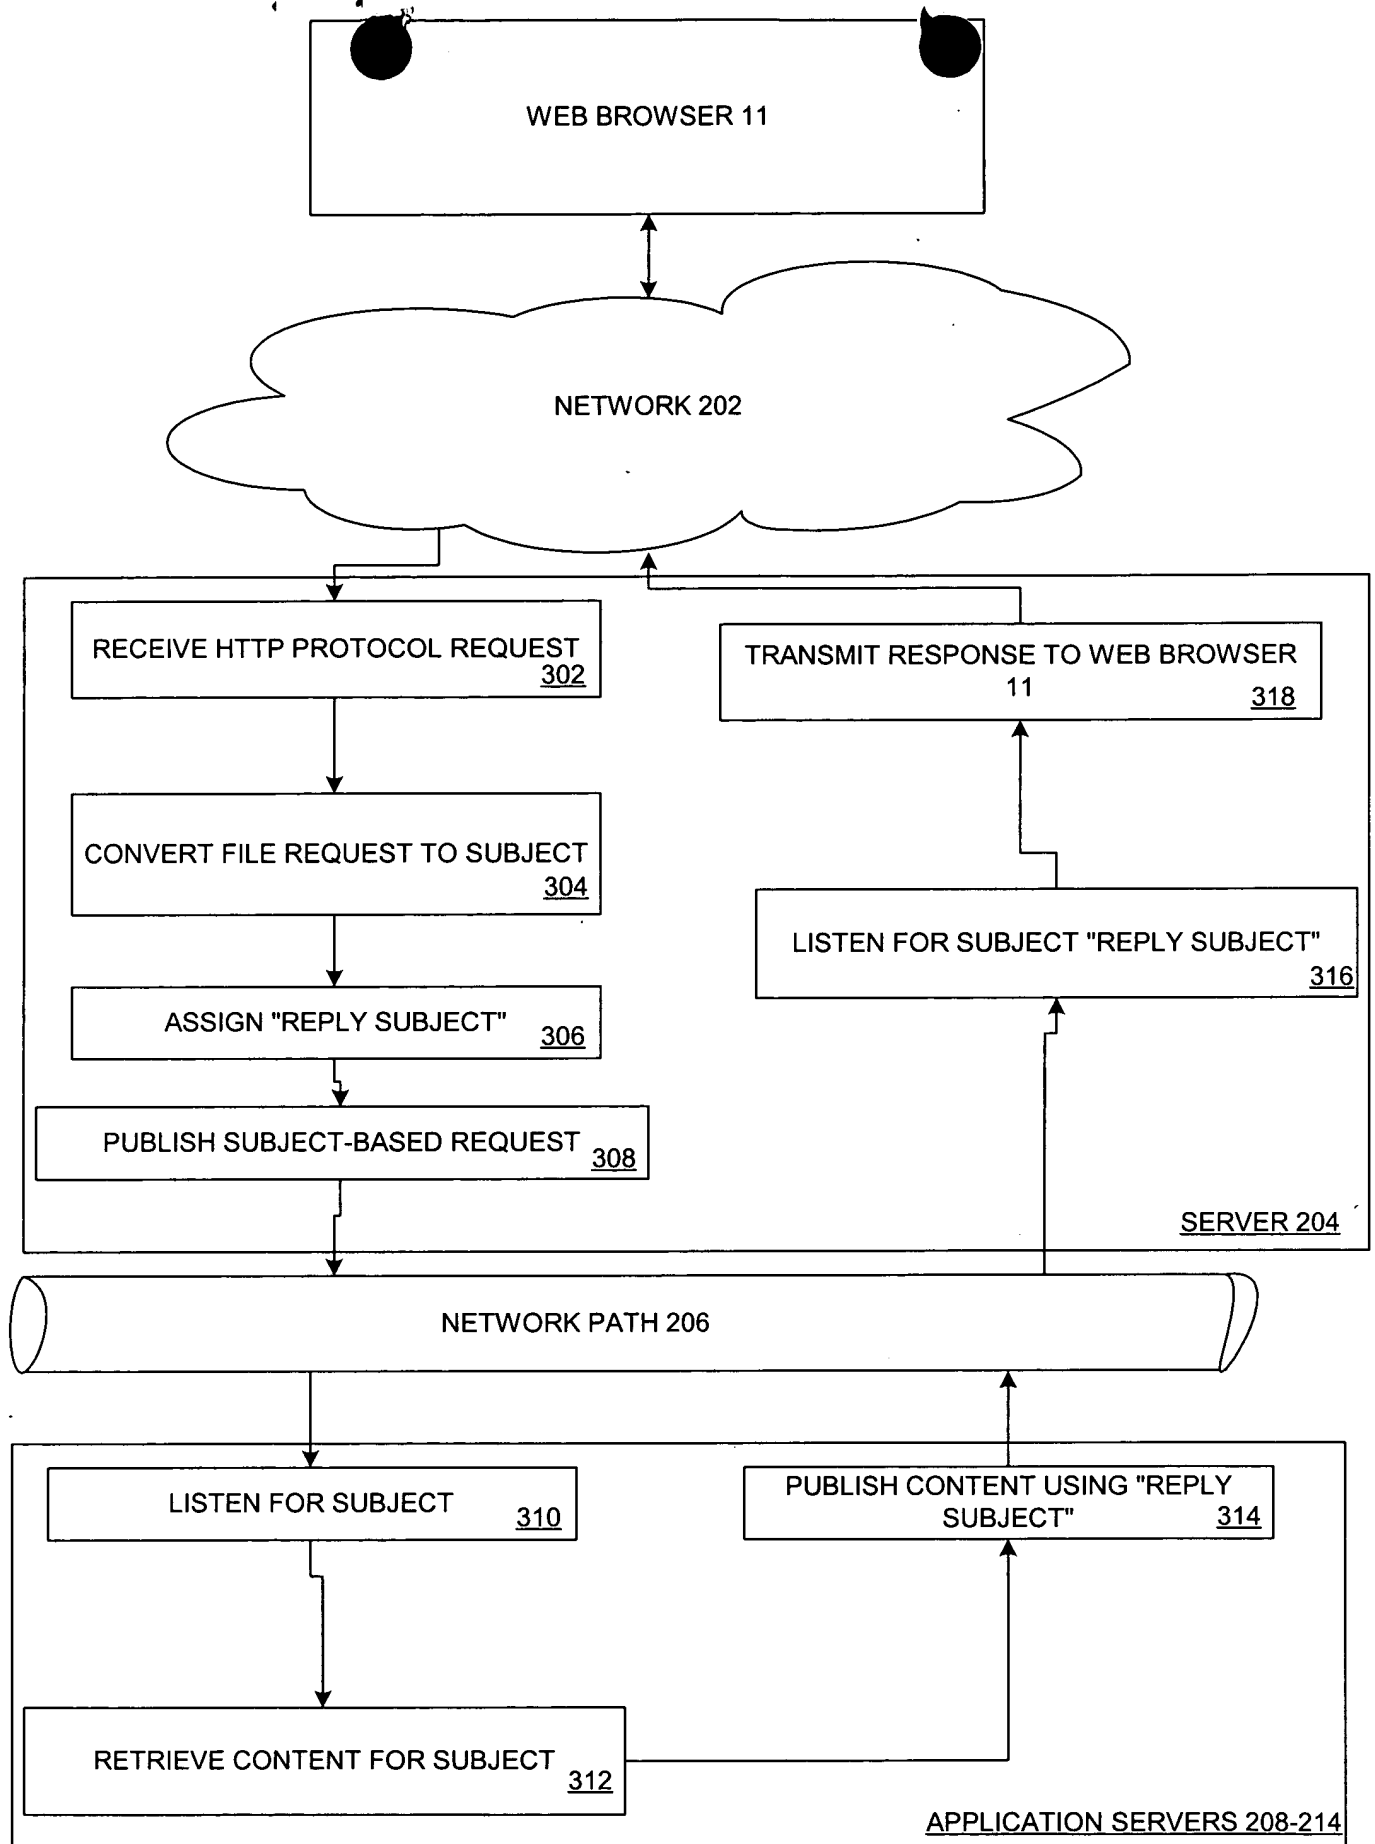 WEB BROWSER 11
NETWORK 202
RECEIVE HTTP PROTOCOL REQUEST
302
CONVERT FILE REQUEST TO SUBJECT
304
ASSIGN "REPLY SUBJECT"
306
PUBLISH SUBJECT-BASED REQUEST
308
TRANSMIT RESPONSE TO WEB BROWSER
11
318
LISTEN FOR SUBJECT "REPLY SUBJECT"
316
SERVER 204
NETWORK PATH 206
LISTEN FOR SUBJECT
310
RETRIEVE CONTENT FOR SUBJECT
312
PUBLISH CONTENT USING "REPLY
SUBJECT"
314
APPLICATION SERVERS 208-214